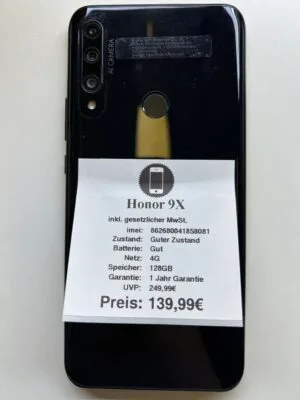 AI CAMERA
Honor 9X
inkl. gesetzlicher MwSt.
imei: 862680041858081
Zustand: Guter Zustand
Batterie: Gut
Netz: 4G
Speicher: 128GB
Garantie: 1 Jahr Garantie
UVP: 249,99€
Preis: 139,99€